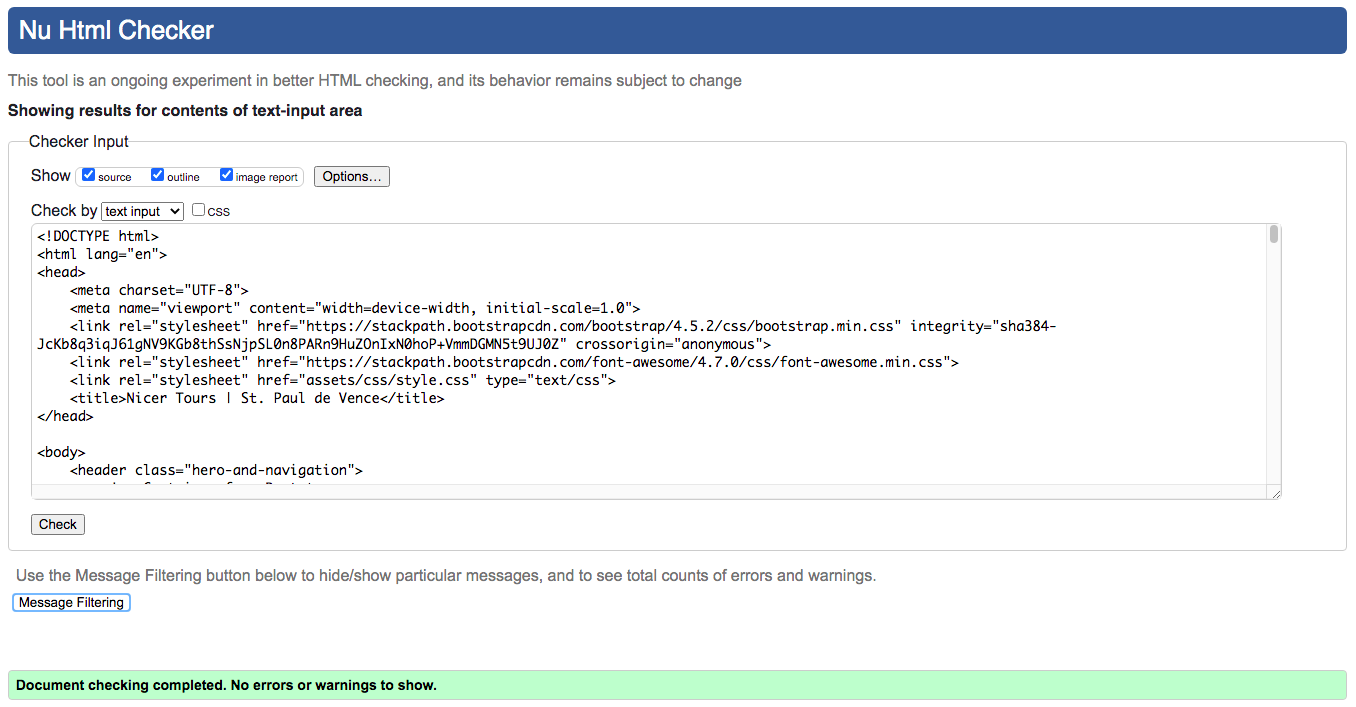 Nu Html Checker
This tool is an ongoing experiment in better HTML checking, and its behavior remains subject to change
Showing results for contents of text-input area
Checker Input
Show source outline image report Options...
Check by text input css
<!DOCTYPE html>
<html lang="en">
<head>
    <meta charset="UTF-8">
    <meta name="viewport" content="width=device-width, initial-scale=1.0">
    <link rel="stylesheet" href="https://stackpath.bootstrapcdn.com/bootstrap/4.5.2/css/bootstrap.min.css" integrity="sha384-
JcKb8q3iqJ61gNV9KGb8thSsNjpSL0n8PARn9HuZOnIxN0hoP+VmmDGMN5t9UJ0Z" crossorigin="anonymous">
    <link rel="stylesheet" href="https://stackpath.bootstrapcdn.com/font-awesome/4.7.0/css/font-awesome.min.css">
    <link rel="stylesheet" href="assets/css/style.css" type="text/css">
    <title>Nicer Tours | St. Paul de Vence</title>
</head>
<body>
    <header class="hero-and-navigation">
Check
Use the Message Filtering button below to hide/show particular messages, and to see total counts of errors and warnings.
Message Filtering
Document checking completed. No errors or warnings to show.